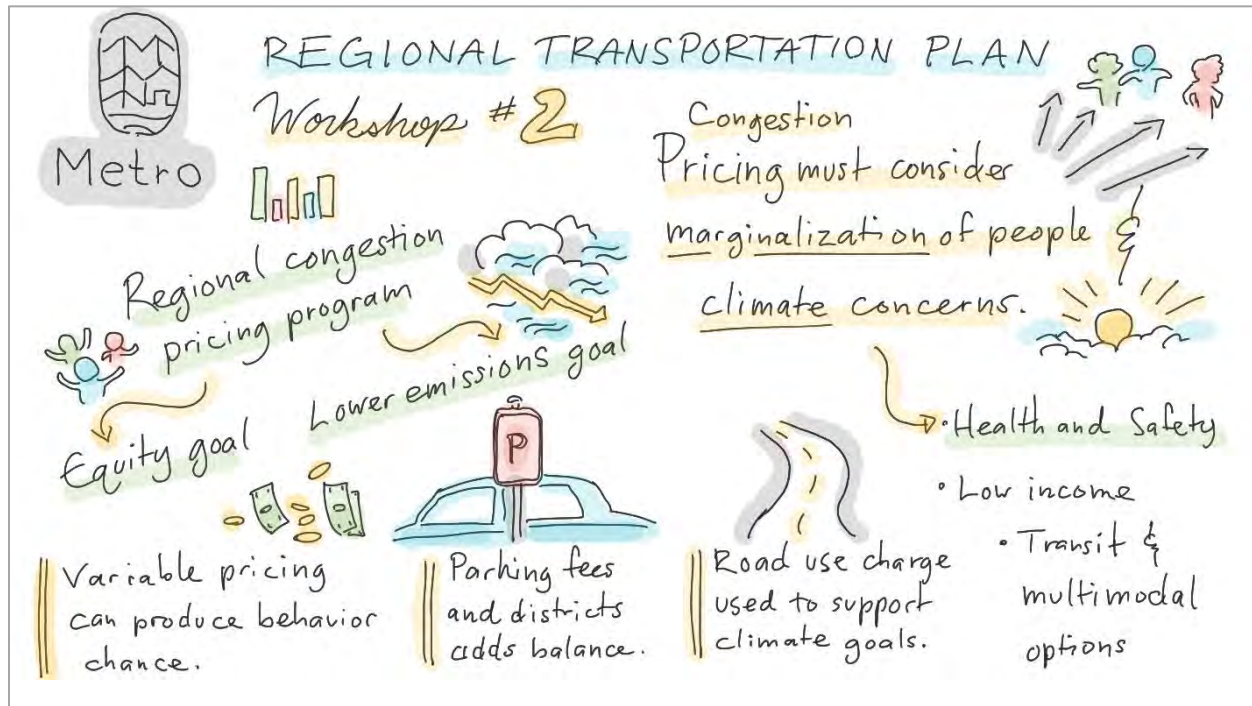 Metro
REGIONAL TRANSPORTATION PLAN
Workshop #2
Regional congestion
pricing program
Equity goal
Lower emissions goal
Congestion
Pricing must consider
marginalization of people &
climate concerns.
• Health and Safety
• Low income
• Transit &
multimodal
options
Variable pricing
can produce behavior
chance.
P
Parking fees
and districts
adds balance.
Road use charge
used to support
climate goals.